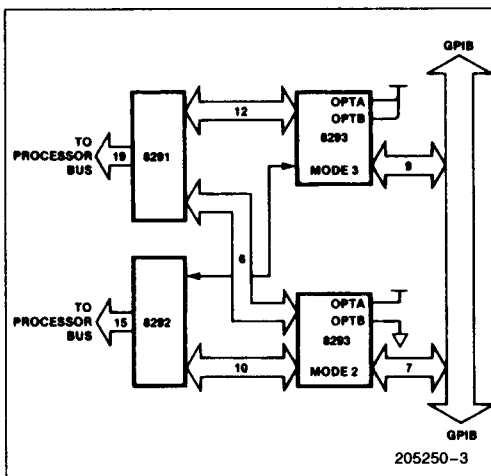 GPIB
12
OPTA
OPTB
8293
MODE 3
TO
PROCESSOR
BUS
19
8291
9
6
TO
PROCESSOR
BUS
15
8292
OPTA
OPTB
8293
MODE 2
10
7
GPIB
205250-3